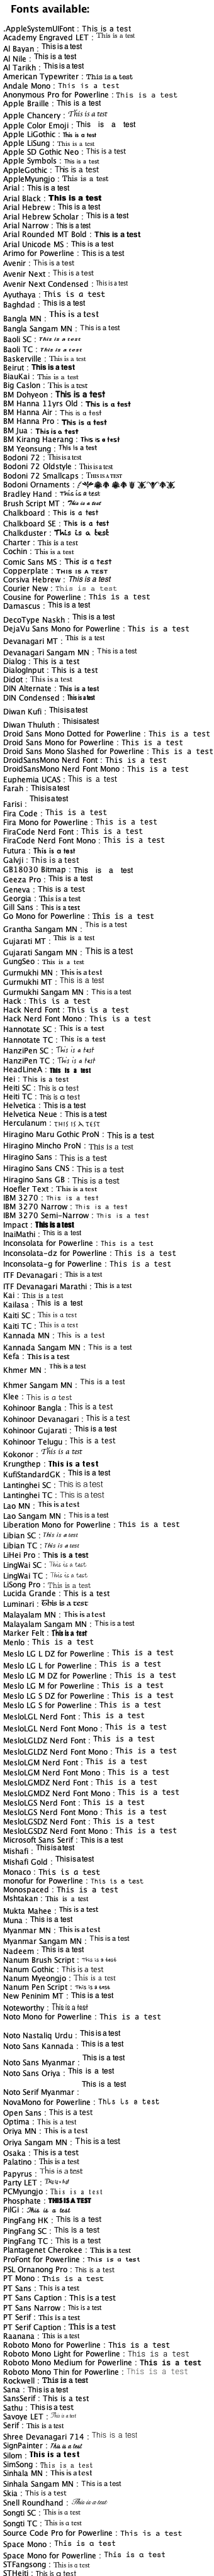 Fonts available:
.AppleSystemUIFont : This is a test
Academy Engraved LET : This is a test
Al Bayan : This is a test
Al Nile : This is a test
Al Tarikh : This is a test
American Typewriter : This is a test
Andale Mono : This is a test
Anonymous Pro for Powerline : This is a test
Apple Braille : This is a test
Apple Chancery : This is a test
Apple Color Emoji : This is a test
Apple LiGothic : This is a test
Apple LiSung : This is a test
Apple SD Gothic Neo : This is a test
Apple Symbols : This is a test
AppleGothic : This is a test
AppleMyungjo : This is a test
Arial : This is a test
Arial Black : This is a test
Arial Hebrew : This is a test
Arial Hebrew Scholar : This is a test
Arial Narrow : This is a test
Arial Rounded MT Bold : This is a test
Arial Unicode MS : This is a test
Arimo for Powerline : This is a test
Avenir : This is a test
Avenir Next : This is a test
Avenir Next Condensed : This is a test
Ayuthaya : This is a test
Baghdad : This is a test
Bangla MN : This is a test
Bangla Sangam MN : This is a test
Baoli SC : This is a test
Baoli TC : This is a test
Baskerville : This is a test
Beirut : This is a test
BiauKai : This is a test
Big Caslon : This is a test
BM Dohyeon : This is a test
BM Hanna 11yrs Old : This is a test
BM Hanna Air : This is a test
BM Hanna Pro : This is a test
BM Jua : This is a test
BM Kirang Haerang : This is a test
BM Yeonsung : This is a test
Bodoni 72 : This is a test
Bodoni 72 Oldstyle : This is a test
Bodoni 72 Smallcaps : This is a test
Bodoni Ornaments :
Bradley Hand : This is a test
Brush Script MT : This is a test
Chalkboard : This is a test
Chalkboard SE : This is a test
Chalkduster : This is a test
Charter : This is a test
Cochin : This is a test
Comic Sans MS : This is a test
Copperplate : This is a test
Corsiva Hebrew : This is a test
Courier New : This is a test
Cousine for Powerline : This is a test
Damascus : This is a test
DecoType Naskh : This is a test
DejaVu Sans Mono for Powerline : This is a test
Devanagari MT : This is a test
Devanagari Sangam MN : This is a test
Dialog : This is a test
DialogInput : This is a test
Didot : This is a test
DIN Alternate : This is a test
DIN Condensed : This is a test
Diwan Kufi : This is a test
Diwan Thuluth : This is a test
Droid Sans Mono Dotted for Powerline : This is a test
Droid Sans Mono for Powerline : This is a test
Droid Sans Mono Slashed for Powerline : This is a test
DroidSansMono Nerd Font : This is a test
DroidSansMono Nerd Font Mono : This is a test
Euphemia UCAS : This is a test
Farah : This is a test
Farisi : This is a test
Fira Code : This is a test
Fira Mono for Powerline : This is a test
FiraCode Nerd Font : This is a test
FiraCode Nerd Font Mono : This is a test
Futura : This is a test
Galvji : This is a test
GB18030 Bitmap : This is a test
Geeza Pro : This is a test
Geneva : This is a test
Georgia : This is a test
Gill Sans : This is a test
Go Mono for Powerline : This is a test
Grantha Sangam MN : This is a test
Gujarati MT : This is a test
Gujarati Sangam MN : This is a test
GungSeo : This is a test
Gurmukhi MN : This is a test
Gurmukhi MT : This is a test
Gurmukhi Sangam MN : This is a test
Hack : This is a test
Hack Nerd Font : This is a test
Hack Nerd Font Mono : This is a test
Hannotate SC : This is a test
Hannotate TC : This is a test
HanziPen SC : This is a test
HanziPen TC : This is a test
HeadLineA : This is a test
Hei : This is a test
Heiti SC : This is a test
Heiti TC : This is a test
Helvetica : This is a test
Helvetica Neue : This is a test
Herculanum : This is a test
Hiragino Maru Gothic ProN : This is a test
Hiragino Mincho ProN : This is a test
Hiragino Sans : This is a test
Hiragino Sans CNS : This is a test
Hiragino Sans GB : This is a test
Hoefler Text : This is a test
IBM 3270 : This is a test
IBM 3270 Narrow : This is a test
IBM 3270 Semi-Narrow : This is a test
Impact : This is a test
InaiMathi : This is a test
Inconsolata for Powerline : This is a test
Inconsolata-dz for Powerline : This is a test
Inconsolata-g for Powerline : This is a test
ITF Devanagari : This is a test
ITF Devanagari Marathi : This is a test
Kai : This is a test
Kailasa : This is a test
Kaiti SC : This is a test
Kaiti TC : This is a test
Kannada MN : This is a test
Kannada Sangam MN : This is a test
Kefa : This is a test
Khmer MN : This is a test
Khmer Sangam MN : This is a test
Klee : This is a test
Kohinoor Bangla : This is a test
Kohinoor Devanagari : This is a test
Kohinoor Gujarati : This is a test
Kohinoor Telugu : This is a test
Kokonor : This is a test
Krungthep : This is a test
KufiStandardGK : This is a test
Lantinghei SC : This is a test
Lantinghei TC : This is a test
Lao MN : This is a test
Lao Sangam MN : This is a test
Liberation Mono for Powerline : This is a test
Libian SC : This is a test
Libian TC : This is a test
LiHei Pro : This is a test
LingWai SC : This is a test
LingWai TC : This is a test
LiSong Pro : This is a test
Lucida Grande : This is a test
Luminari : This is a test
Malayalam MN : This is a test
Malayalam Sangam MN : This is a test
Marker Felt : This is a test
Menlo : This is a test
Meslo LG L DZ for Powerline : This is a test
Meslo LG L for Powerline : This is a test
Meslo LG M DZ for Powerline : This is a test
Meslo LG M for Powerline : This is a test
Meslo LG S DZ for Powerline : This is a test
Meslo LG S for Powerline : This is a test
MesloLGL Nerd Font : This is a test
MesloLGL Nerd Font Mono : This is a test
MesloLGLDZ Nerd Font : This is a test
MesloLGLDZ Nerd Font Mono : This is a test
MesloLGM Nerd Font : This is a test
MesloLGM Nerd Font Mono : This is a test
MesloLGMDZ Nerd Font : This is a test
MesloLGMDZ Nerd Font Mono : This is a test
MesloLGS Nerd Font : This is a test
MesloLGS Nerd Font Mono : This is a test
MesloLGSDZ Nerd Font : This is a test
MesloLGSDZ Nerd Font Mono : This is a test
Microsoft Sans Serif : This is a test
Mishafi : This is a test
Mishafi Gold : This is a test
Monaco : This is a test
monofur for Powerline : This is a test
Monospaced : This is a test
Mshtakan : This is a test
Mukta Mahee : This is a test
Muna : This is a test
Myanmar MN : This is a test
Myanmar Sangam MN : This is a test
Nadeem : This is a test
Nanum Brush Script : This is a test
Nanum Gothic : This is a test
Nanum Myeongjo : This is a test
Nanum Pen Script : This is a test
New Peninim MT : This is a test
Noteworthy : This is a test
Noto Mono for Powerline : This is a test
Noto Nastaliq Urdu : This is a test
Noto Sans Kannada : This is a test
Noto Sans Myanmar : This is a test
Noto Sans Oriya : This is a test
Noto Serif Myanmar : This is a test
NovaMono for Powerline : This is a test
Open Sans : This is a test
Optima : This is a test
Oriya MN : This is a test
Oriya Sangam MN : This is a test
Osaka : This is a test
Palatino : This is a test
Papyrus : This is a test
Party LET : This is a test
PCMyungjo : This is a test
Phosphate : This is a test
PilGi : This is a test
PingFang HK : This is a test
PingFang SC : This is a test
PingFang TC : This is a test
Plantagenet Cherokee : This is a test
ProFont for Powerline : This is a test
PSL Ornanong Pro : This is a test
PT Mono : This is a test
PT Sans : This is a test
PT Sans Caption : This is a test
PT Sans Narrow : This is a test
PT Serif : This is a test
PT Serif Caption : This is a test
Raanana : This is a test
Roboto Mono for Powerline : This is a test
Roboto Mono Light for Powerline : This is a test
Roboto Mono Medium for Powerline : This is a test
Roboto Mono Thin for Powerline : This is a test
Rockwell : This is a test
Sana : This is a test
SansSerif : This is a test
Sathu : This is a test
Savoye LET : This is a test
Serif : This is a test
Shree Devanagari 714 : This is a test
SignPainter : This is a test
Silom : This is a test
SimSong : This is a test
Sinhala MN : This is a test
Sinhala Sangam MN : This is a test
Skia : This is a test
Snell Roundhand : This is a test
Songti SC : This is a test
Songti TC : This is a test
Source Code Pro for Powerline : This is a test
Space Mono : This is a test
Space Mono for Powerline : This is a test
STFangsong : This is a test
STHeiti : This is a test